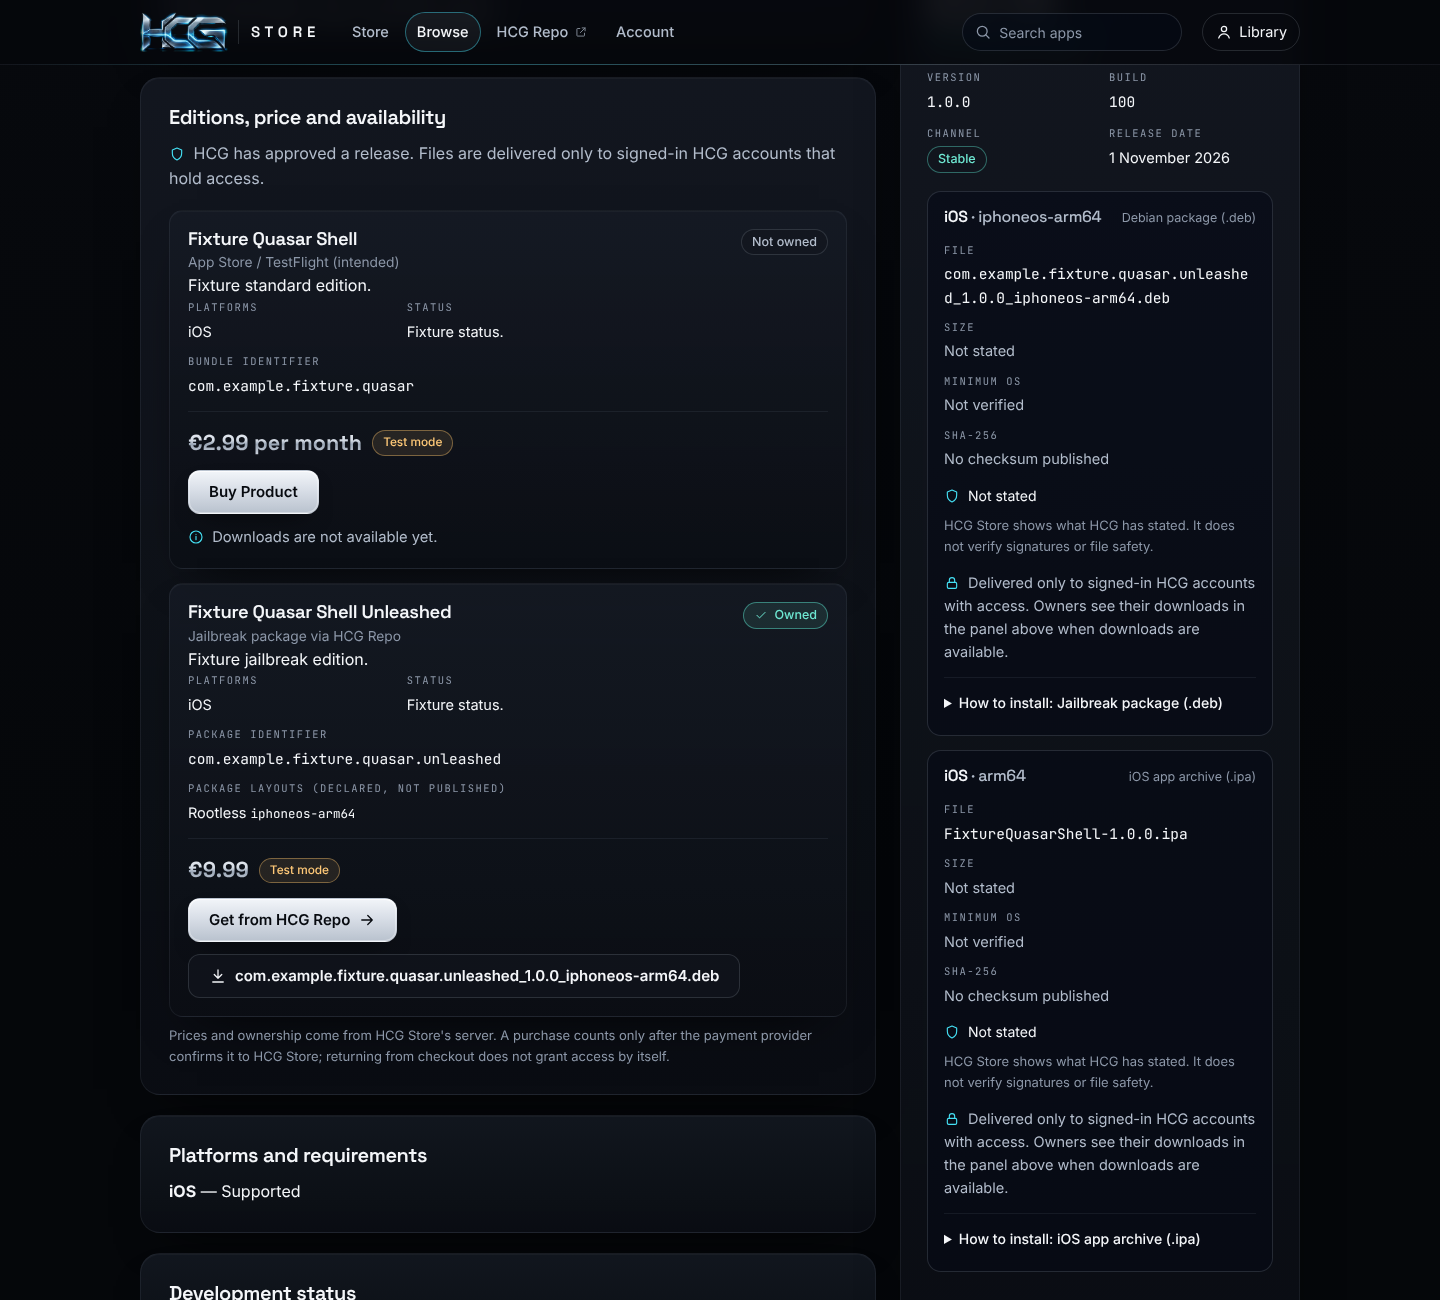 HCG STORE
Store
Browse
HCG Repo
Account
Search apps
Library
Editions, price and availability
HCG has approved a release. Files are delivered only to signed-in HCG accounts that
hold access.
Fixture Quasar Shell
Not owned
App Store / TestFlight (intended)
Fixture standard edition.
PLATFORMS
STATUS
iOS
Fixture status.
BUNDLE IDENTIFIER
com.example.fixture.quasar
€2.99 per month
Test mode
Buy Product
Downloads are not available yet.
Fixture Quasar Shell Unleashed
Owned
Jailbreak package via HCG Repo
Fixture jailbreak edition.
PLATFORMS
STATUS
iOS
Fixture status.
PACKAGE IDENTIFIER
com.example.fixture.quasar.unleashed
PACKAGE LAYOUTS (DECLARED, NOT PUBLISHED)
Rootless iphoneos-arm64
€9.99
Test mode
Get from HCG Repo →
com.example.fixture.quasar.unleashed_1.0.0_iphoneos-arm64.deb
Prices and ownership come from HCG Store's server. A purchase counts only after the payment provider
confirms it to HCG Store; returning from checkout does not grant access by itself.
Platforms and requirements
iOS — Supported
Development status
VERSION
BUILD
1.0.0
100
CHANNEL
RELEASE DATE
Stable
1 November 2026
iOS · iphoneos-arm64
Debian package (.deb)
FILE
com.example.fixture.quasar.unleashe
d_1.0.0_iphoneos-arm64.deb
SIZE
Not stated
MINIMUM OS
Not verified
SHA-256
No checksum published
Not stated
HCG Store shows what HCG has stated. It does
not verify signatures or file safety.
Delivered only to signed-in HCG accounts
with access. Owners see their downloads in
the panel above when downloads are
available.
How to install: Jailbreak package (.deb)
iOS · arm64
iOS app archive (.ipa)
FILE
FixtureQuasarShell-1.0.0.ipa
SIZE
Not stated
MINIMUM OS
Not verified
SHA-256
No checksum published
Not stated
HCG Store shows what HCG has stated. It does
not verify signatures or file safety.
Delivered only to signed-in HCG accounts
with access. Owners see their downloads in
the panel above when downloads are
available.
How to install: iOS app archive (.ipa)